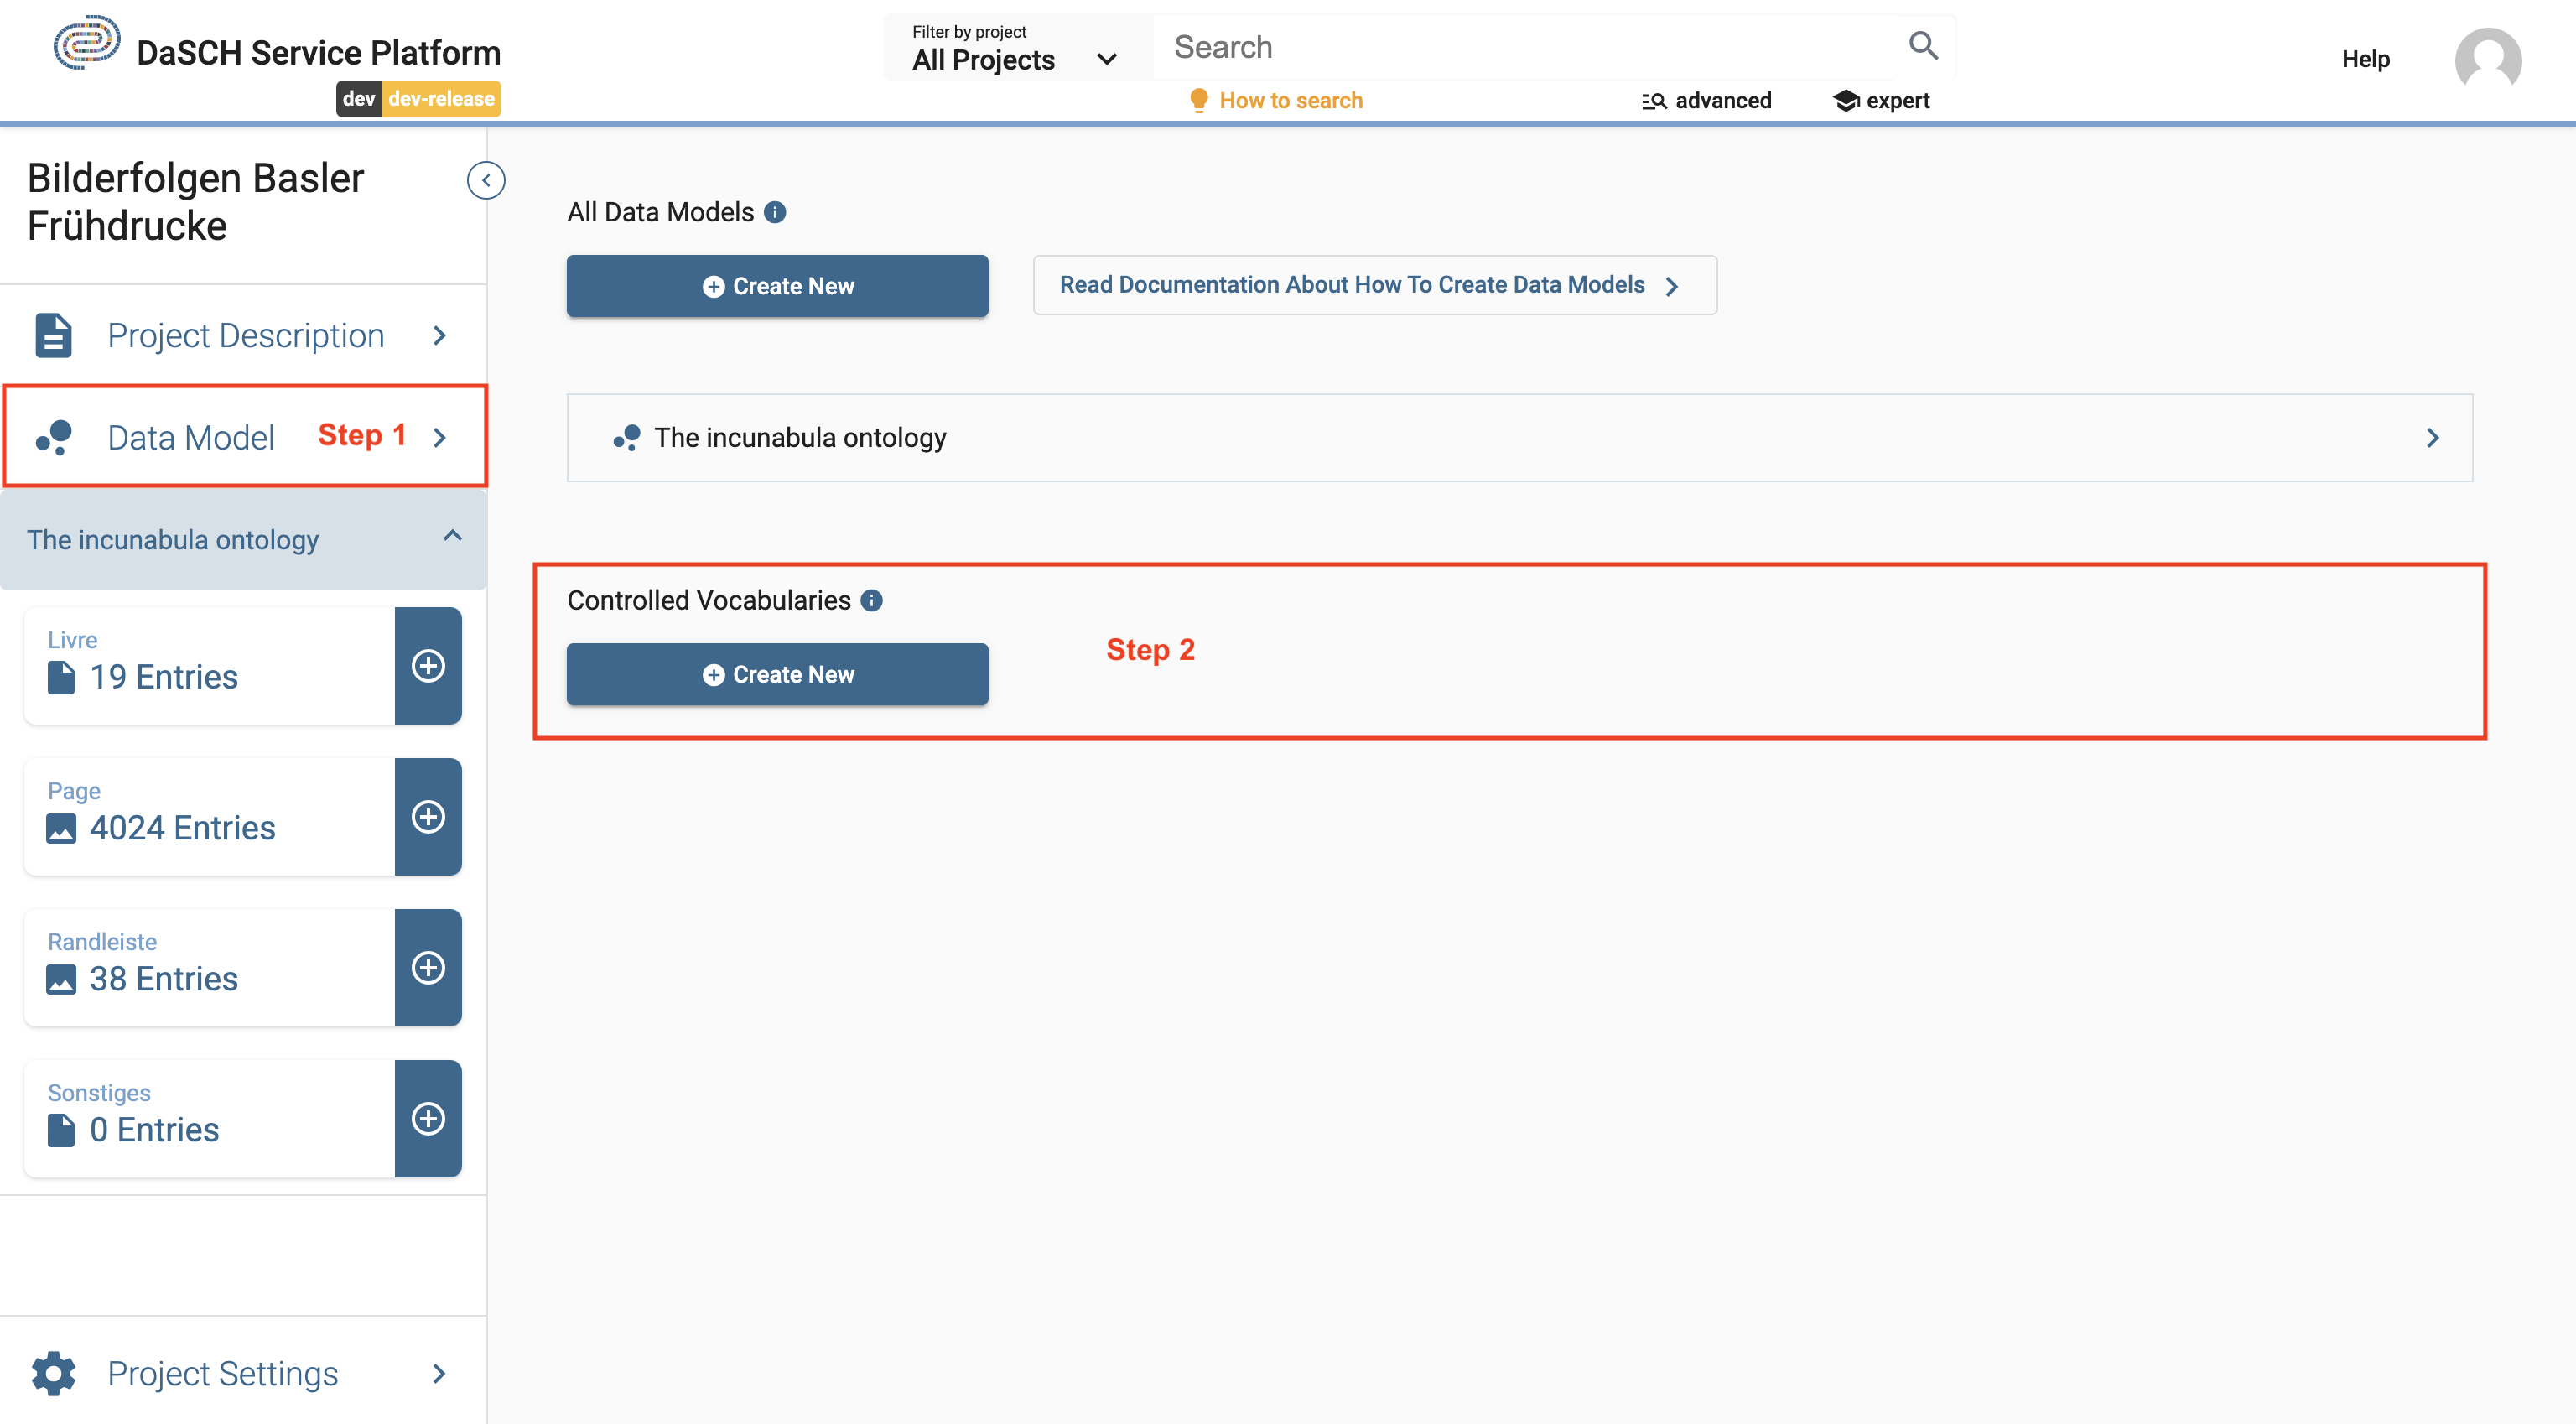 DaSCH Service Platform
dev dev-release
Filter by project
All Projects
Search
How to search
advanced
expert
Help
Bilderfolgen Basler
Frühdrucke
Project Description
Data Model
Step 1
The incunabula ontology
Livre
19 Entries
Page
4024 Entries
Randleiste
38 Entries
Sonstiges
0 Entries
Project Settings
All Data Models
Create New
Read Documentation About How To Create Data Models
The incunabula ontology
Controlled Vocabularies
Create New
Step 2